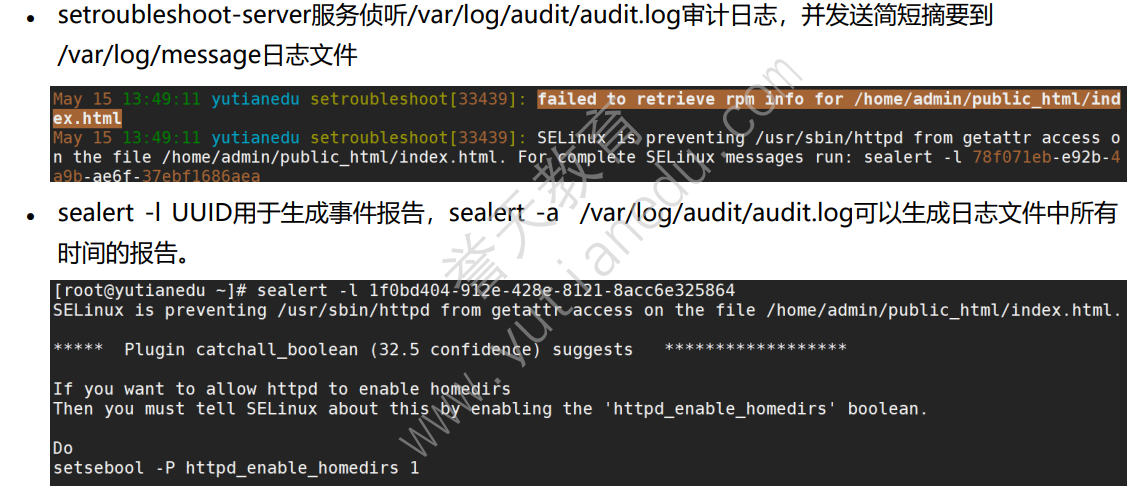 setroubleshoot-server服务侦听/var/log/audit/audit.log审计日志，并发送简短摘要到
/var/log/message日志文件
May 15 13:49:11 yutianedu setroubleshoot[33439]: failed to retrieve rpm info for /home/admin/public_html/ind
ex.html
May 15 13:49:11 yutianedu setroubleshoot[33439]: SELinux is preventing /usr/sbin/httpd from getattr access o
n the file /home/admin/public_html/index.html. For complete SELinux messages run: sealert -l 78f071eb-e92b-4
a9b-ae6f-37ebf1686aea
sealert -l UUID用于生成事件报告，sealert -a /var/log/audit/audit.log可以生成日志文件中所有
时间的报告。
[root@yutianedu ~]# sealert -l 1f0bd404-912e-428e-8121-8acc6e325864
SELinux is preventing /usr/sbin/httpd from getattr access on the file /home/admin/public_html/index.html.
***** Plugin catchall_boolean (32.5 confidence) suggests ******************
If you want to allow httpd to enable homedirs
Then you must tell SELinux about this by enabling the 'httpd_enable_homedirs' boolean.
Do
setsebool -P httpd_enable_homedirs 1
誉天教育
www.yutianedu.com